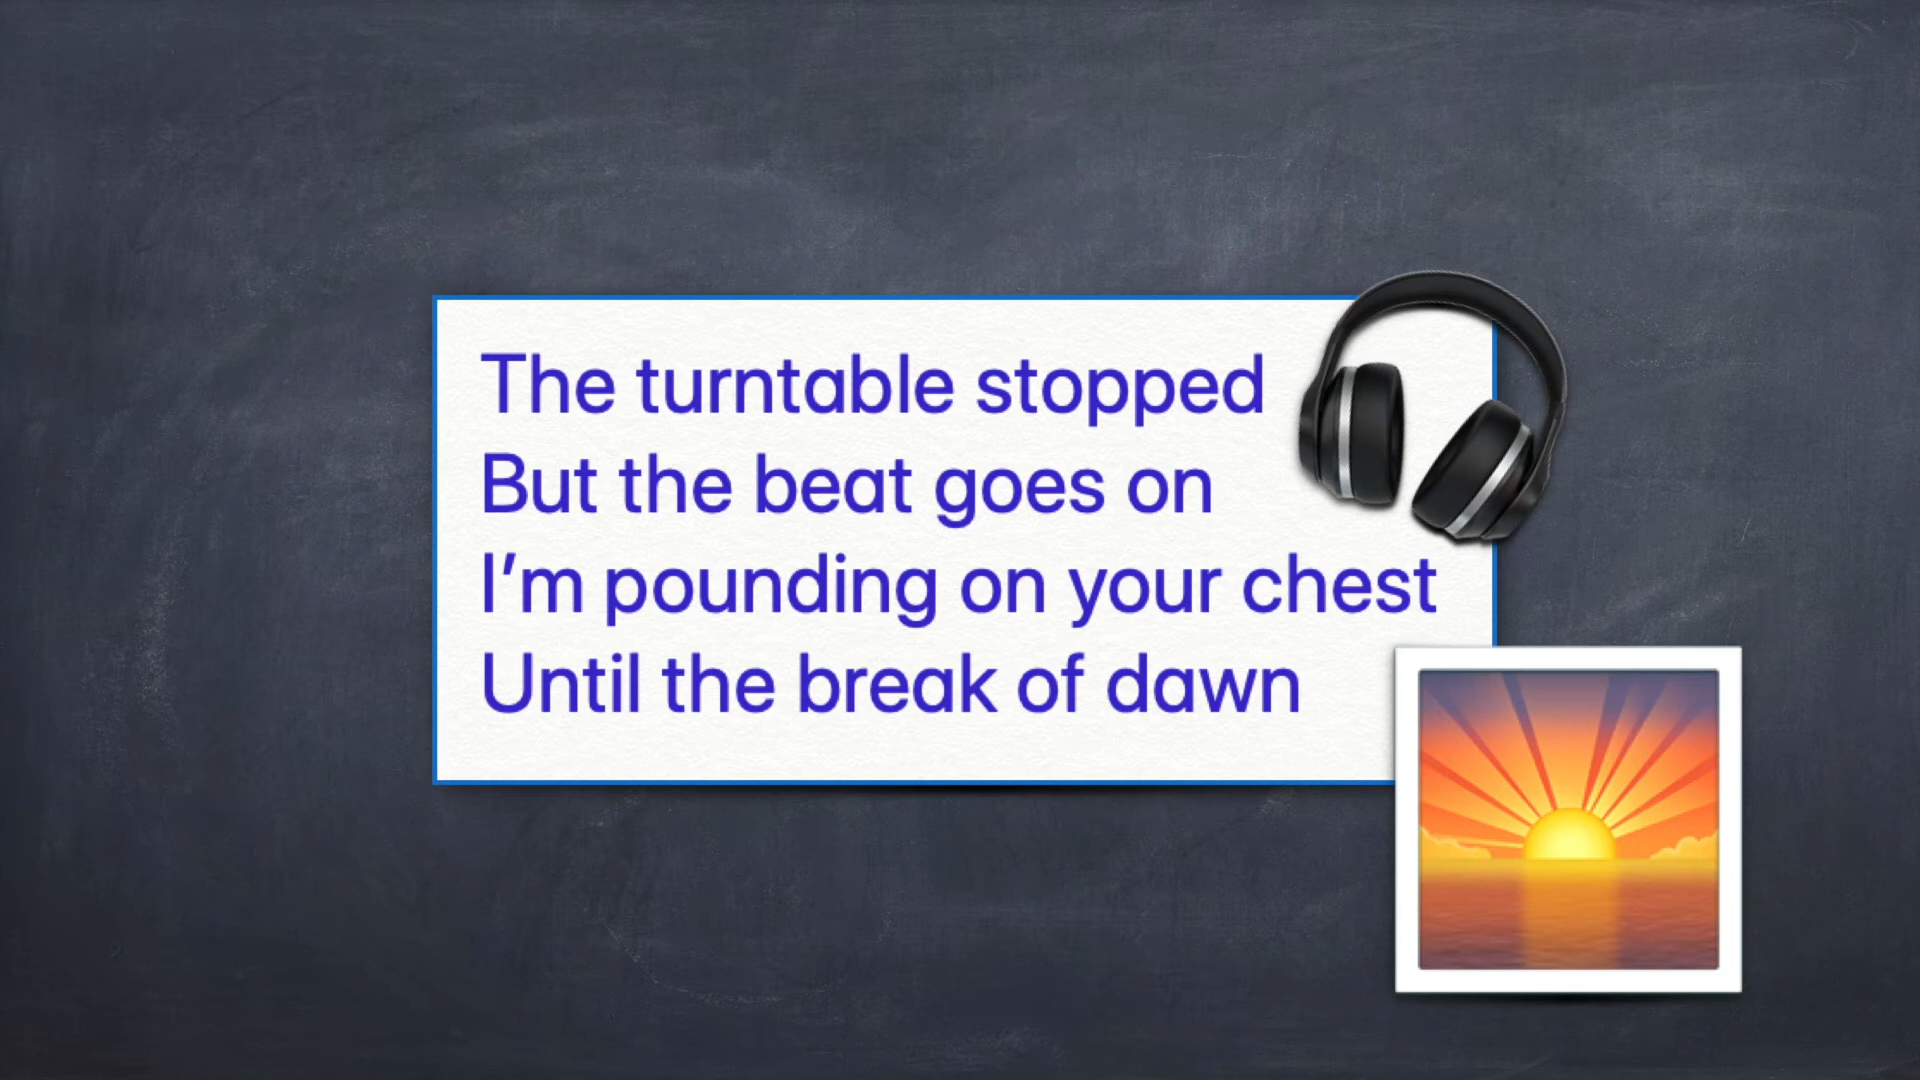 The turntable stopped
But the beat goes on
I’m pounding on your chest
Until the break of dawn